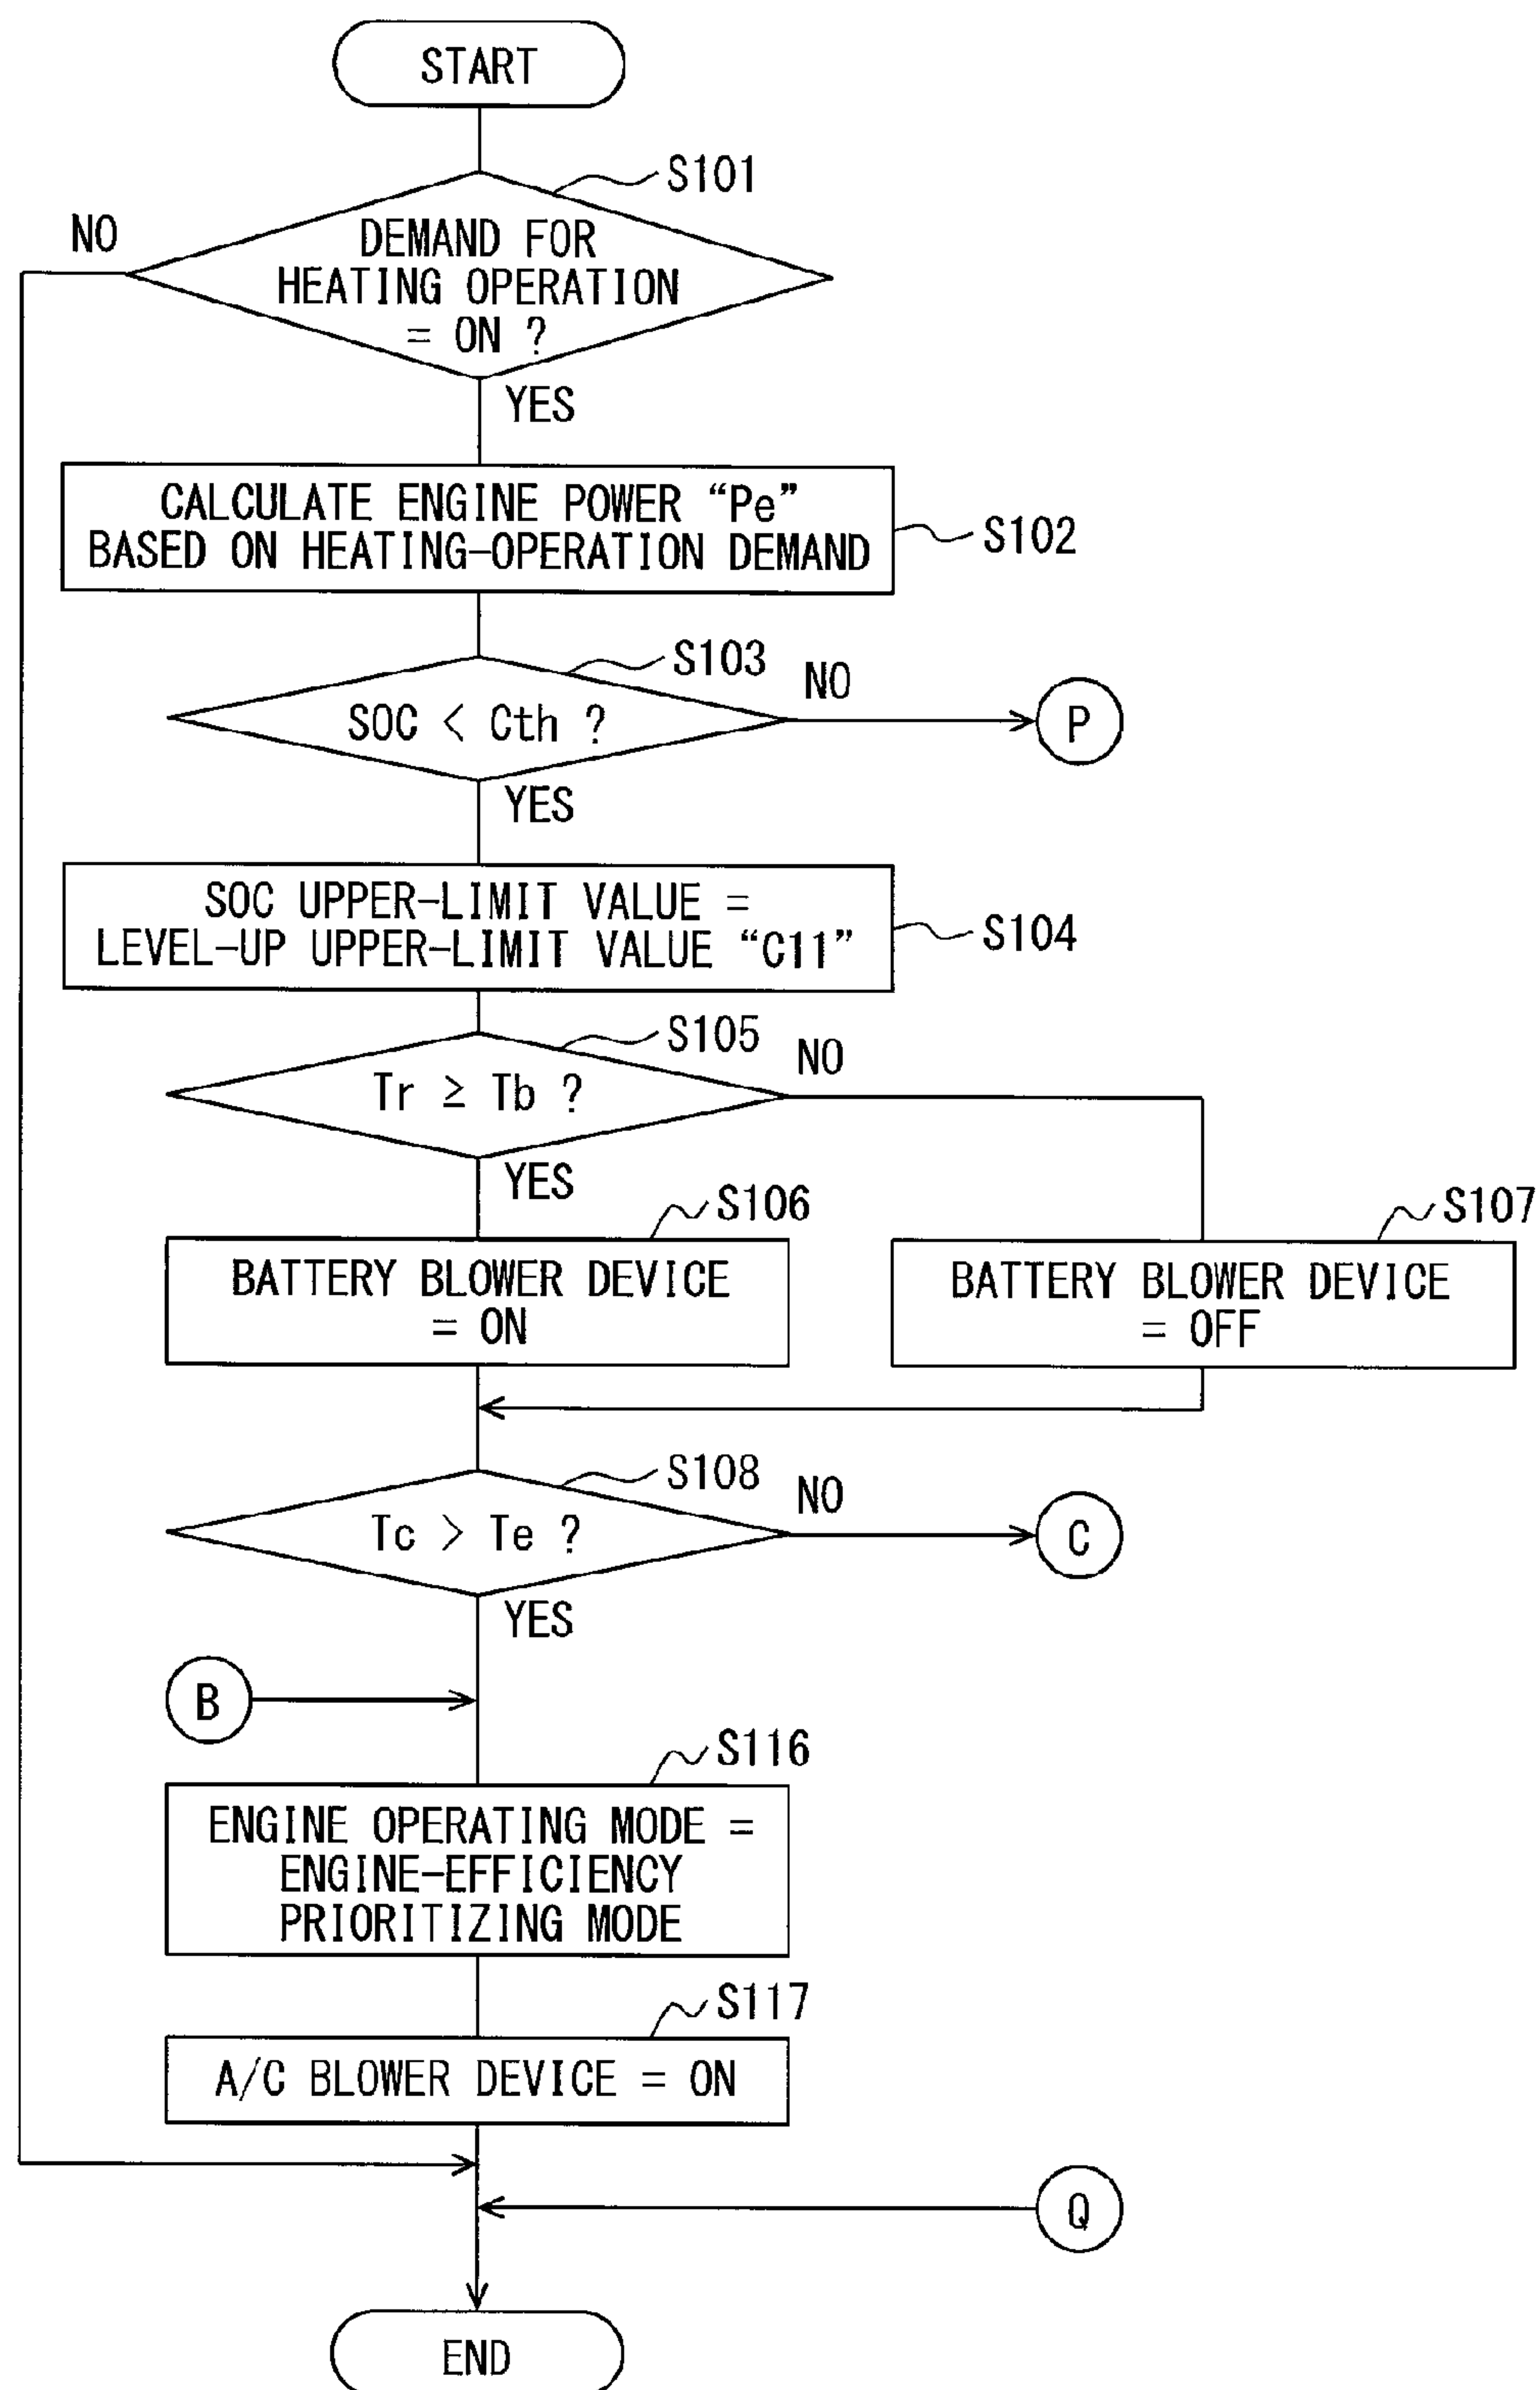 START
S101
NO
DEMAND FOR
HEATING OPERATION
= ON ?
YES
CALCULATE ENGINE POWER “Pe”
BASED ON HEATING-OPERATION DEMAND
S102
S103
NO
SOC < Cth ?
P
YES
SOC UPPER-LIMIT VALUE =
LEVEL-UP UPPER-LIMIT VALUE “C11”
S104
S105
NO
Tr ≥ Tb ?
YES
S106
S107
BATTERY BLOWER DEVICE
= ON
BATTERY BLOWER DEVICE
= OFF
S108
NO
Tc > Te ?
C
YES
B
S116
ENGINE OPERATING MODE =
ENGINE-EFFICIENCY
PRIORITIZING MODE
S117
A/C BLOWER DEVICE = ON
Q
END